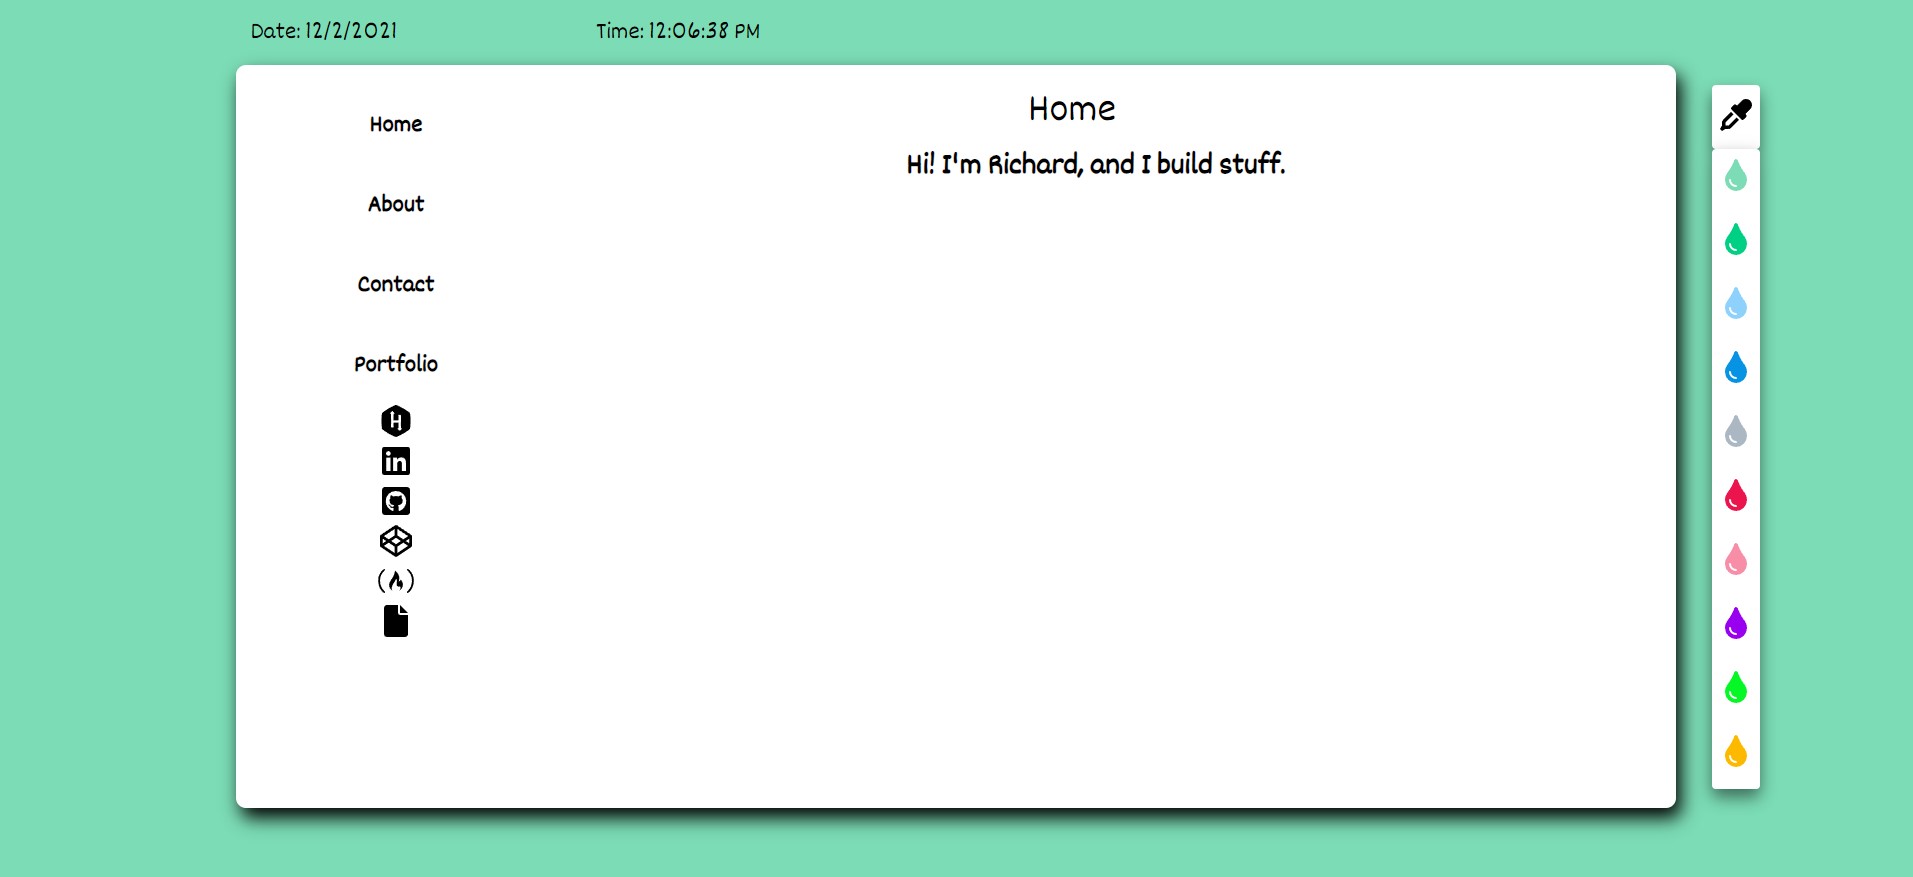 Date: 12/2/2021 Time: 12:06:38 PM
Home
Hi! I'm Richard, and I build stuff.
Home
About
Contact
Portfolio
H
in